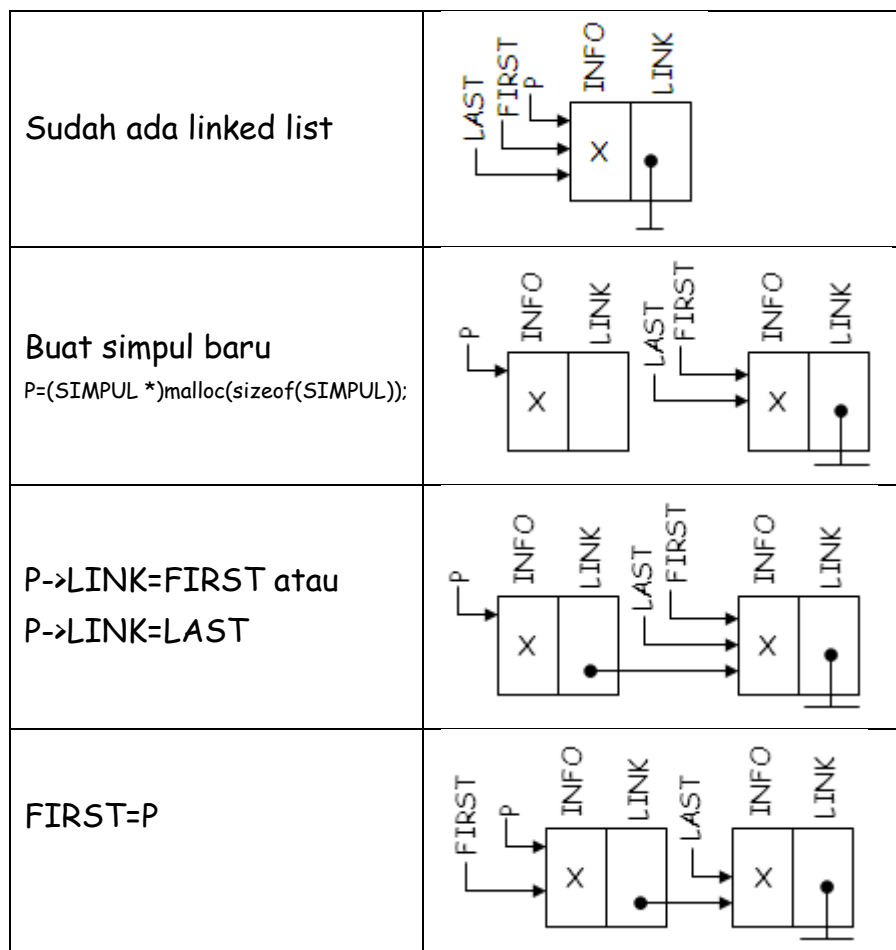 Sudah ada linked list
LAST
FIRST
P
INFO
LINK
X
Buat simpul baru
P=(SIMPUL *)malloc(sizeof(SIMPUL));
P
INFO
LINK
LAST
FIRST
INFO
LINK
X
X
P->LINK=FIRST atau
P->LINK=LAST
P
INFO
LINK
LAST
FIRST
INFO
LINK
X
X
FIRST=P
FIRST
P
INFO
LINK
LAST
INFO
LINK
X
X